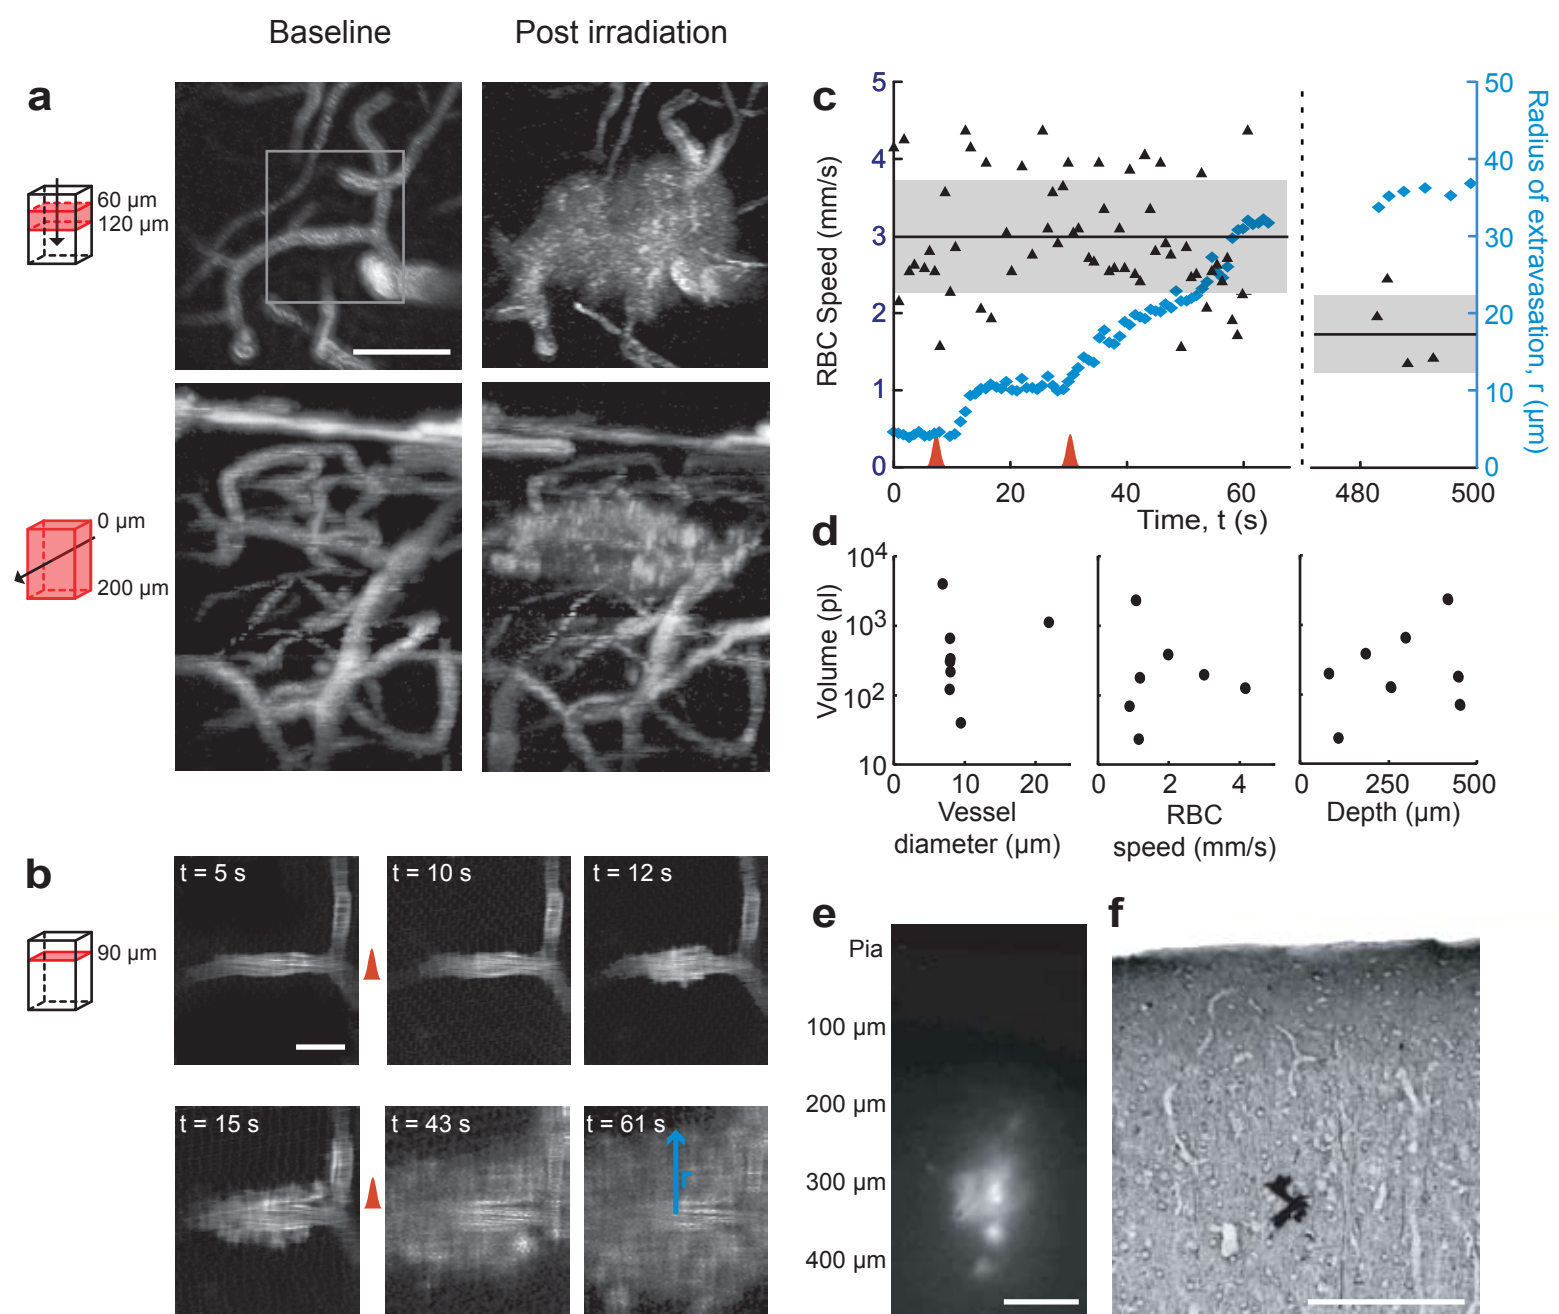 Baseline
Post irradiation
a
60 µm
120 µm
0 µm
200 µm
b
t = 5 s
t = 10 s
t = 12 s
90 µm
t = 15 s
t = 43 s
t = 61 s
r
c
5
4
3
2
1
0
RBC Speed (mm/s)
50
40
30
20
10
0
Radius of extravasation, r (µm)
0
20
40
60
480
500
Time, t (s)
d
10⁴
10³
10²
10
Volume (pl)
0
10
20
Vessel
diameter (µm)
0
2
4
RBC
speed (mm/s)
0
250
500
Depth (µm)
e
Pia
100 µm
200 µm
300 µm
400 µm
f